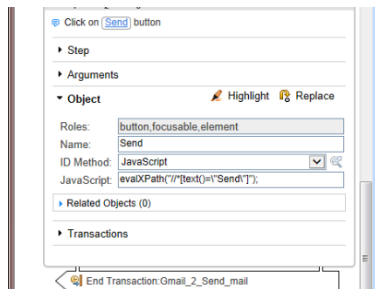 Click on Send button
Step
Arguments
Object Highlight Replace
Roles: button,focusable,element
Name: Send
ID Method: JavaScript
JavaScript: evalXPath("//*[text()=\"Send\"]");
Related Objects (0)
Transactions
End Transaction:Gmail_2_Send_mail